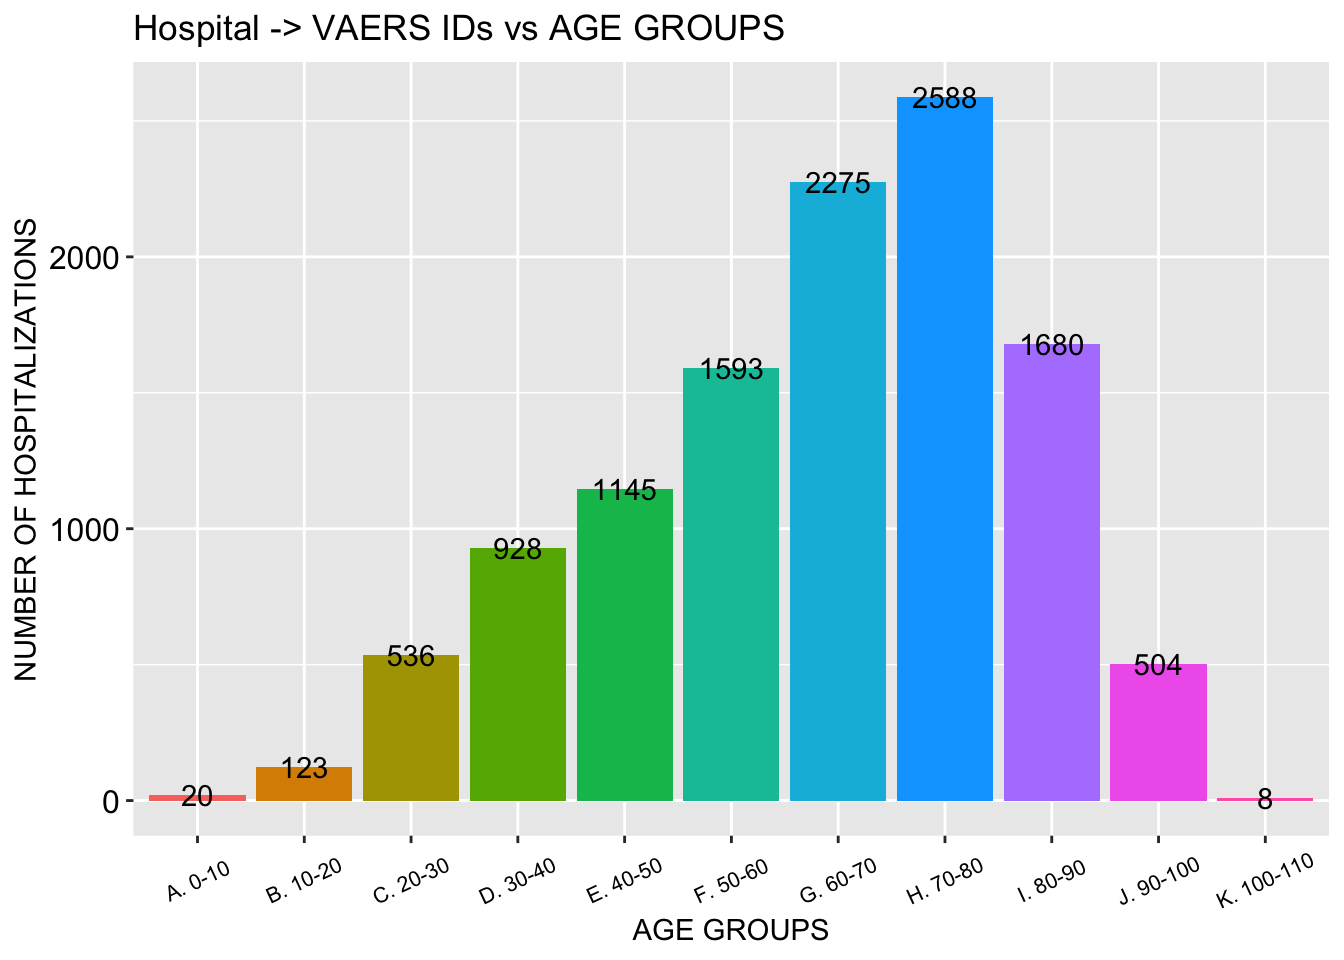 Hospital -> VAERS IDs vs AGE GROUPS
NUMBER OF HOSPITALIZATIONS
2000
1000
0
20
123
536
928
1145
1593
2275
2588
1680
504
8
A. 0-10
B. 10-20
C. 20-30
D. 30-40
E. 40-50
F. 50-60
G. 60-70
H. 70-80
I. 80-90
J. 90-100
K. 100-110
AGE GROUPS